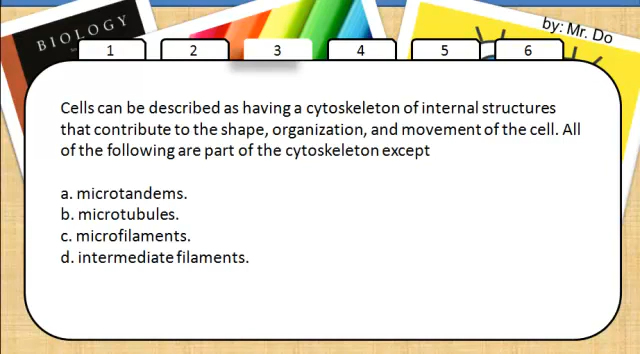 BIOLOGY
by: Mr. Do
1 2 3 4 5 6
Cells can be described as having a cytoskeleton of internal structures
that contribute to the shape, organization, and movement of the cell. All
of the following are part of the cytoskeleton except
a. microtandems.
b. microtubules.
c. microfilaments.
d. intermediate filaments.